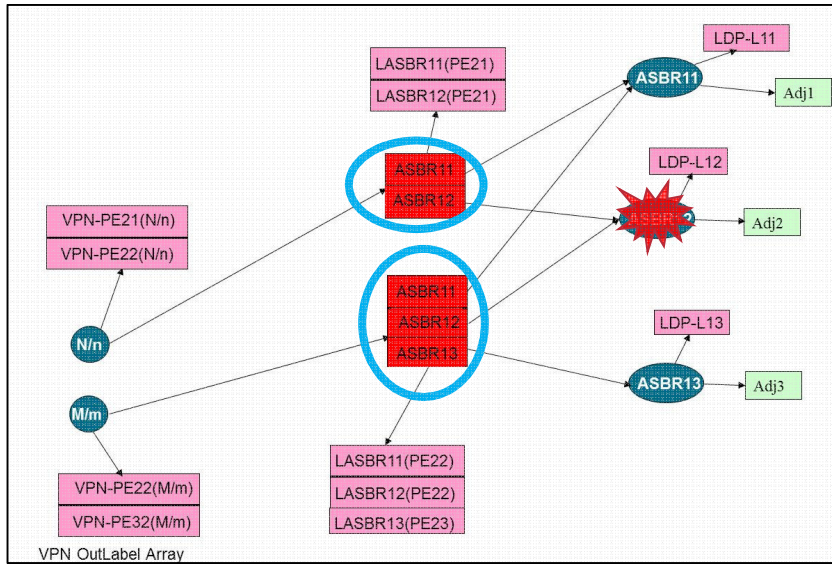 LASBR11(PE21)
LASBR12(PE21)
LDP-L11
ASBR11
Adj1
ASBR11
ASBR12
LDP-L12
Adj2
VPN-PE21(N/n)
VPN-PE22(N/n)
ASBR11
ASBR12
ASBR13
LDP-L13
N/n
ASBR13
Adj3
M/m
VPN-PE22(M/m)
VPN-PE32(M/m)
LASBR11(PE22)
LASBR12(PE22)
LASBR13(PE23)
VPN OutLabel Array